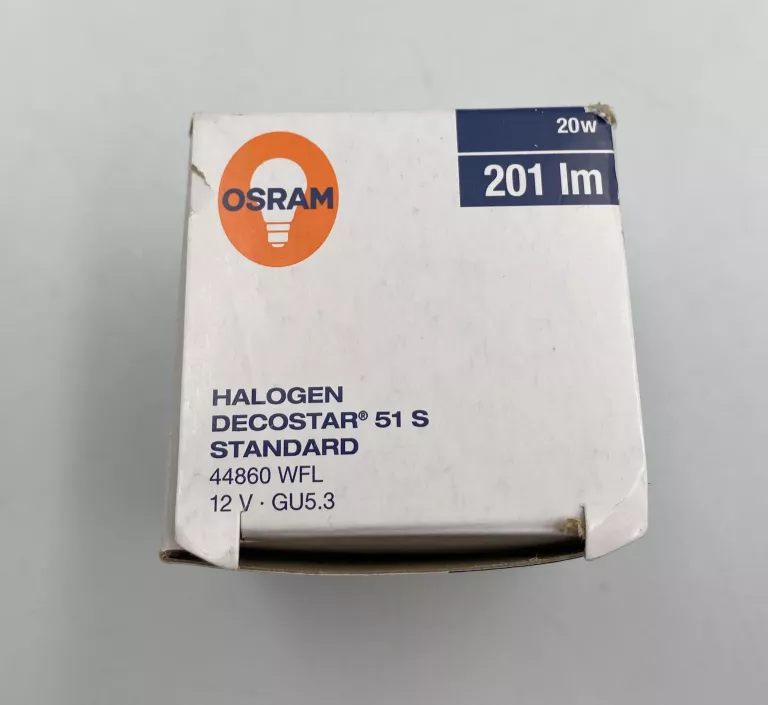 OSRAM
20w
201 lm
HALOGEN
DECOSTAR® 51 S
STANDARD
44860 WFL
12 V · GU5.3